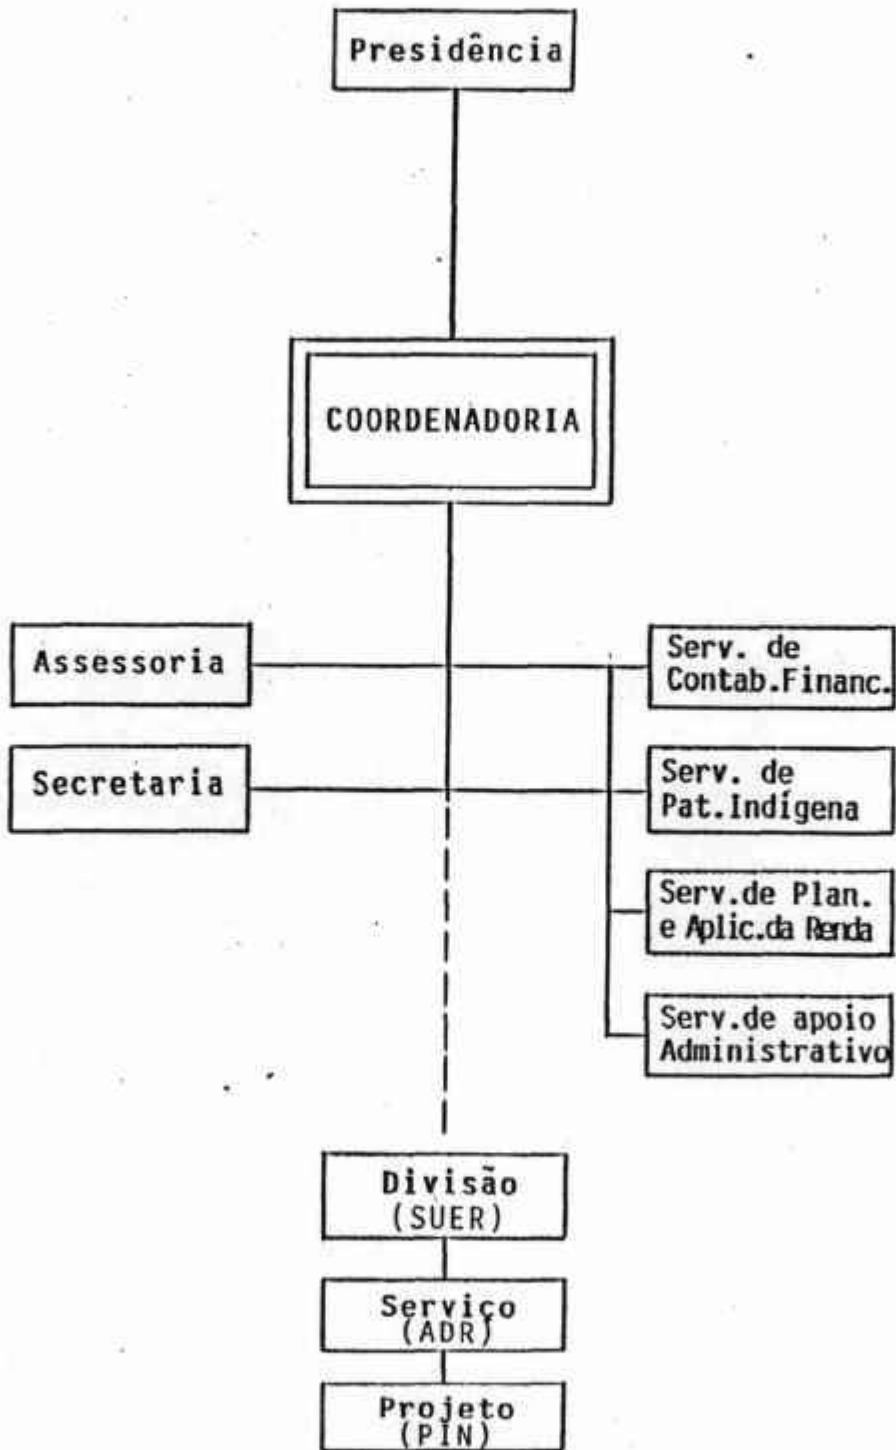 Presidência
COORDENADORIA
Assessoria
Serv. de
Contab.Financ.
Secretaria
Serv. de
Pat.Indígena
Serv.de Plan.
e Aplic.da Renda
Serv.de apoio
Administrativo
Divisão
(SUER)
Serviço
(ADR)
Projeto
(PIN)